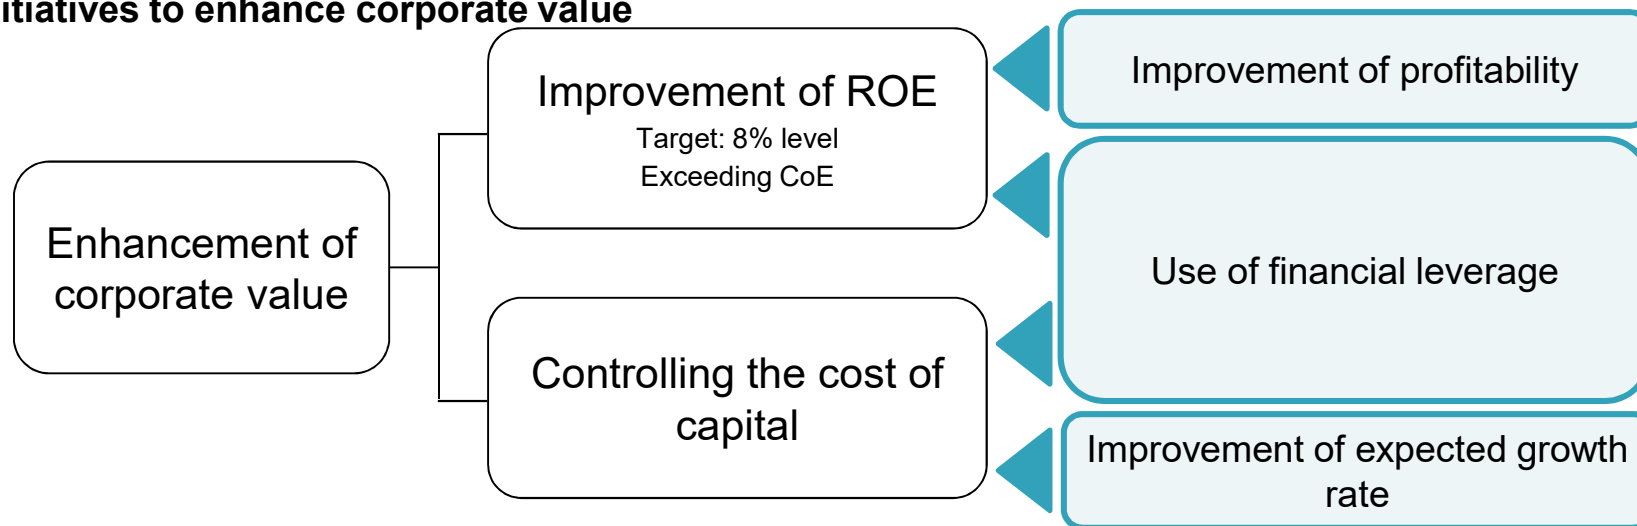 itiatives to enhance corporate value
Improvement of ROE
Target: 8% level
Exceeding CoE
Enhancement of
corporate value
Controlling the cost of
capital
Improvement of profitability
Use of financial leverage
Improvement of expected growth
rate